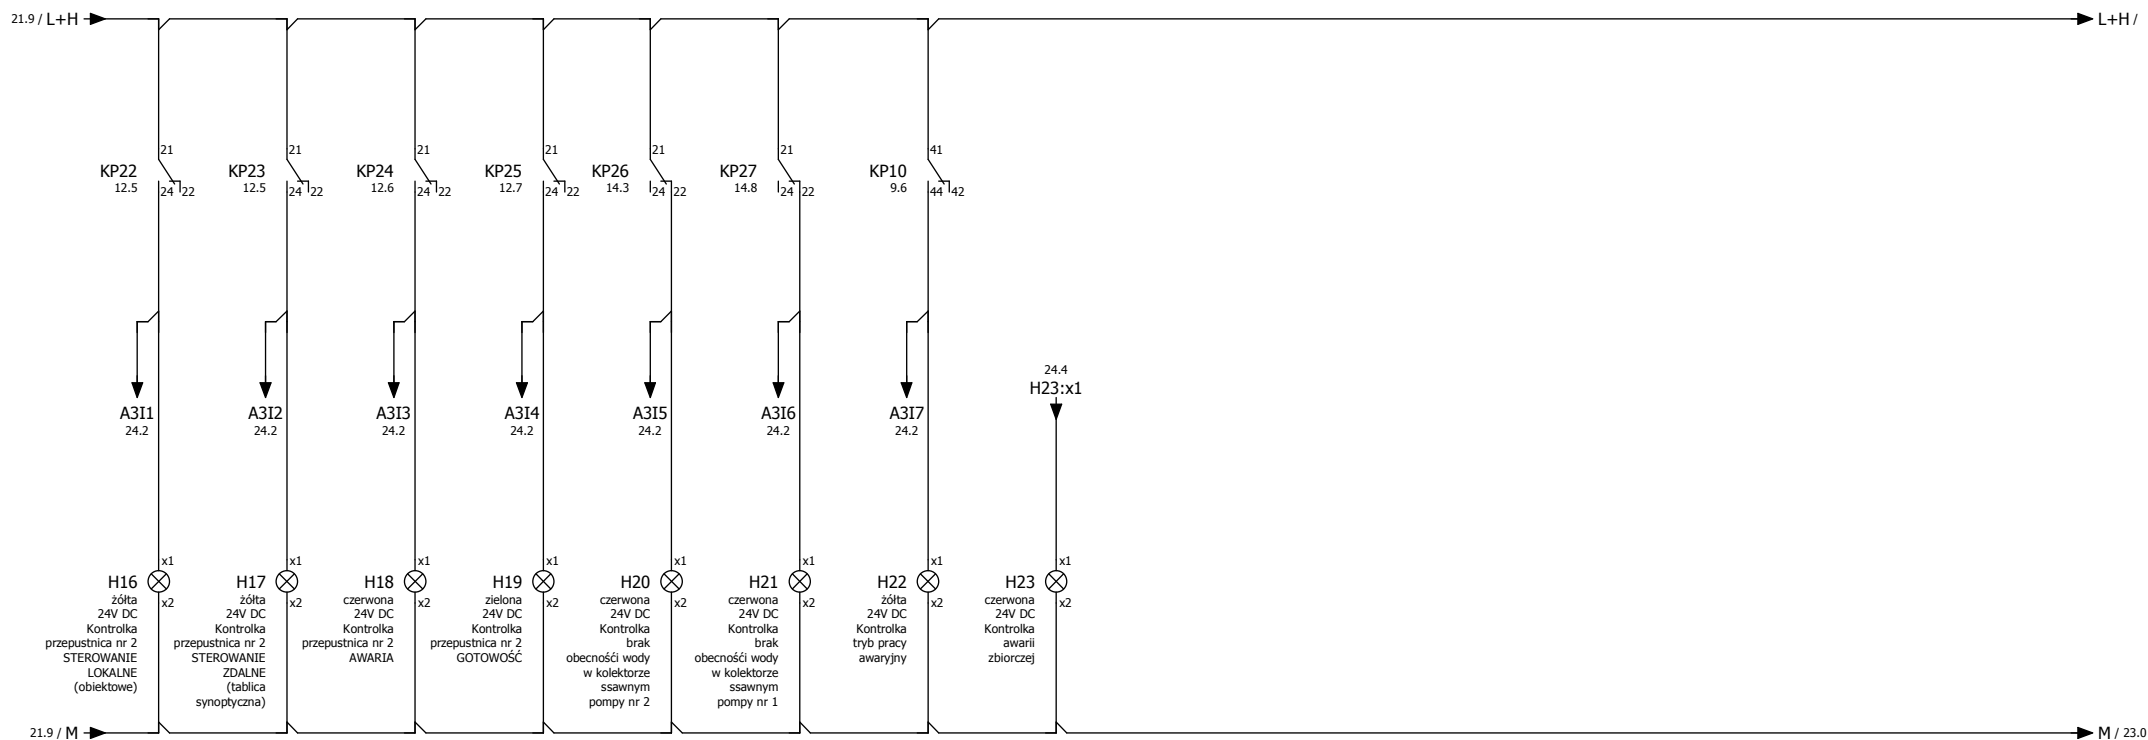 21.9 / L+H
L+H /
21
KP22
12.5
24
22
21
KP23
12.5
24
22
21
KP24
12.6
24
22
21
KP25
12.7
24
22
21
KP26
14.3
24
22
21
KP27
14.8
24
22
41
KP10
9.6
44
42
A3I1
24.2
A3I2
24.2
A3I3
24.2
A3I4
24.2
A3I5
24.2
A3I6
24.2
A3I7
24.2
24.4
H23:x1
x1
H16
x2
żółta
24V DC
Kontrolka
przepustnica nr 2
STEROWANIE
LOKALNE
(obiektowe)
x1
H17
x2
żółta
24V DC
Kontrolka
przepustnica nr 2
STEROWANIE
ZDALNE
(tablica
synoptyczna)
x1
H18
x2
czerwona
24V DC
Kontrolka
przepustnica nr 2
AWARIA
x1
H19
x2
zielona
24V DC
Kontrolka
przepustnica nr 2
GOTOWOŚĆ
x1
H20
x2
czerwona
24V DC
Kontrolka
brak
obecnośći wody
w kolektorze
ssawnym
pompy nr 2
x1
H21
x2
czerwona
24V DC
Kontrolka
brak
obecnośći wody
w kolektorze
ssawnym
pompy nr 1
x1
H22
x2
żółta
24V DC
Kontrolka
tryb pracy
awaryjny
x1
H23
x2
czerwona
24V DC
Kontrolka
awarii
zbiorczej
21.9 / M
M / 23.0